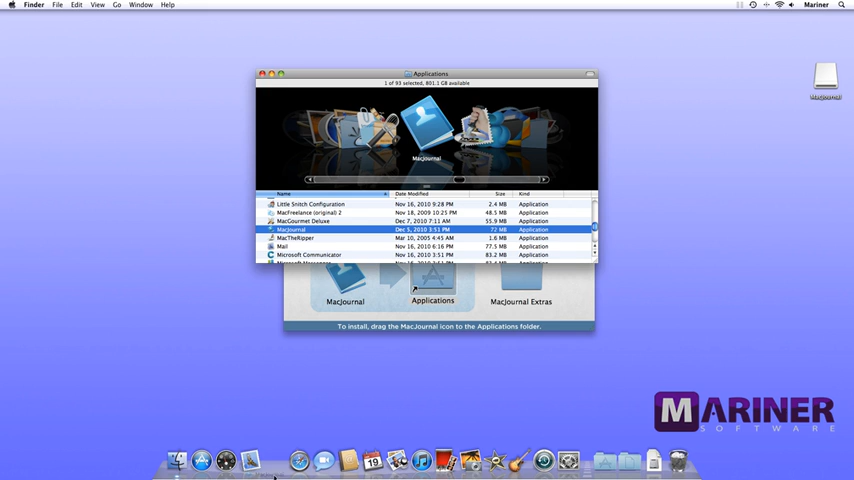 Finder File Edit View Go Window Help Mariner
Applications
1 of 93 selected, 801.1 GB available
MacJournal
MacJournal
Name Date Modified Size Kind
Little Snitch Configuration Nov 16, 2010 9:28 PM 2.4 MB Application
MacFreelance (original) 2 Nov 18, 2009 10:25 PM 48.5 MB Application
MacGourmet Deluxe Dec 7, 2010 7:11 AM 55.9 MB Application
MacJournal Dec 5, 2010 3:51 PM 72 MB Application
MacTheRipper Mar 10, 2005 4:45 AM 1.6 MB Application
Mail Nov 16, 2010 6:16 PM 77.5 MB Application
Microsoft Communicator Nov 16, 2010 3:51 PM 83.2 MB Application
MacJournal Applications MacJournal Extras
To install, drag the MacJournal icon to the Applications folder.
MARINER
SOFTWARE
19